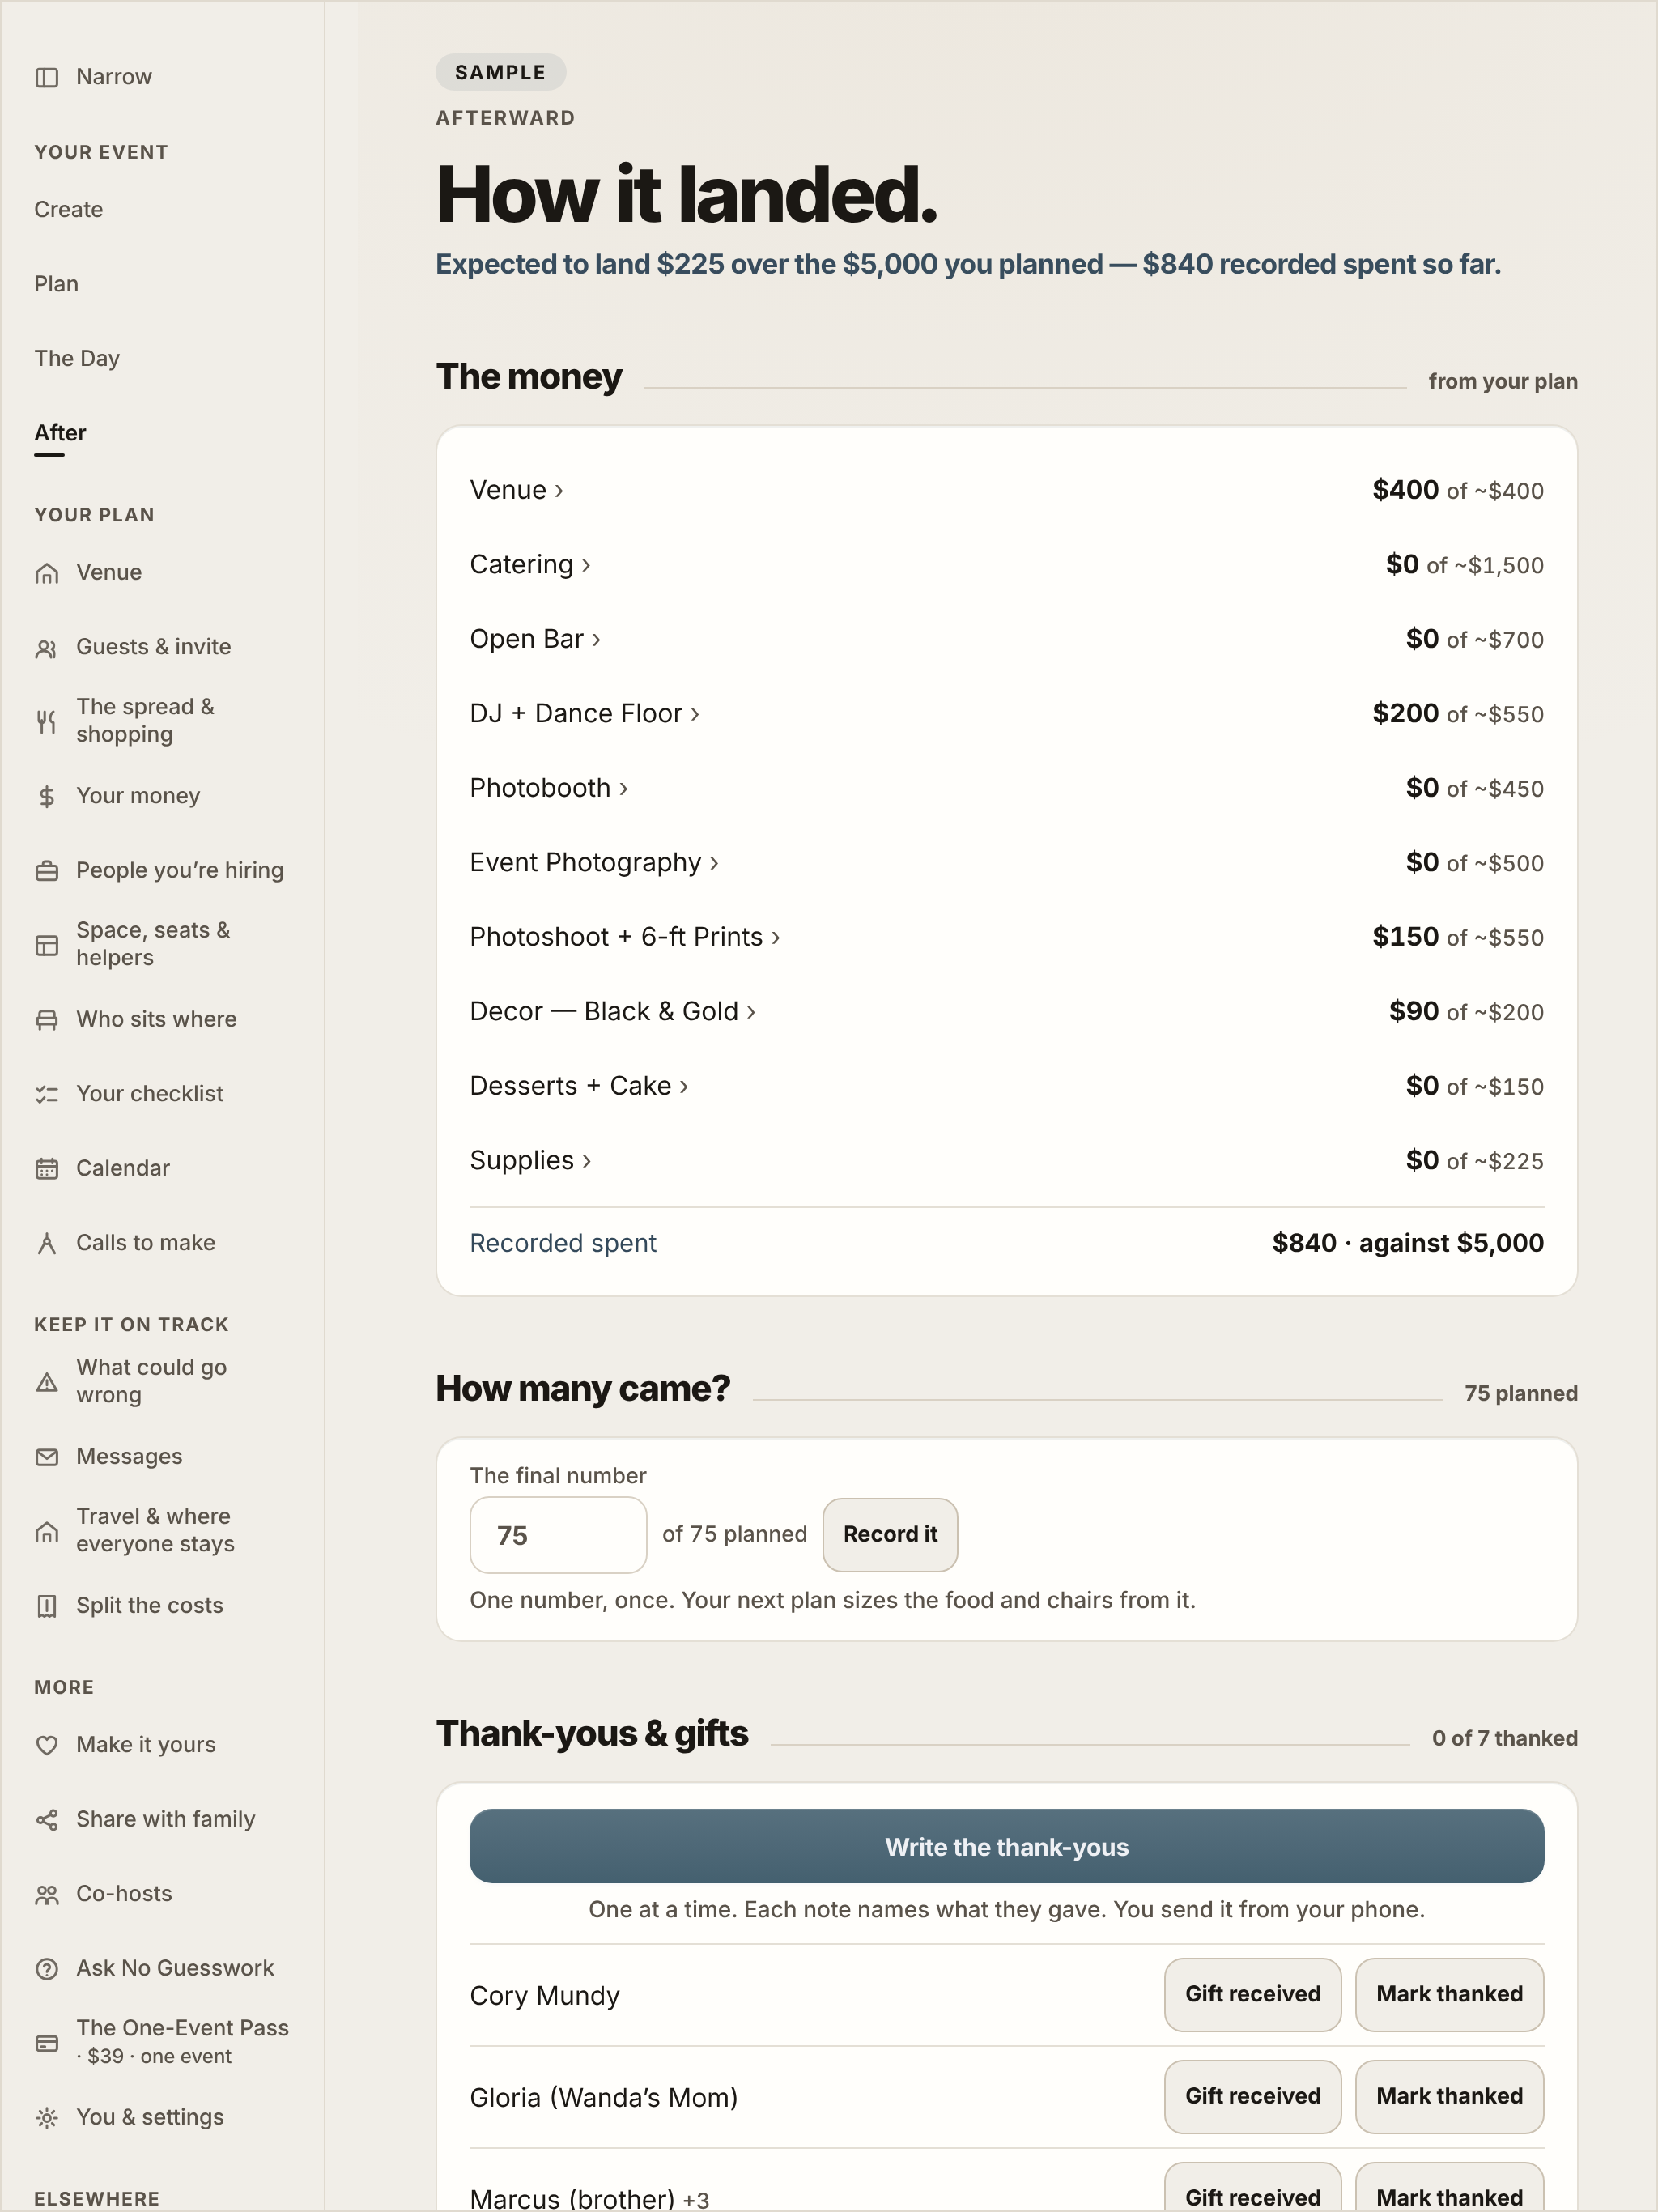 Narrow
YOUR EVENT
Create
Plan
The Day
After
YOUR PLAN
Venue
Guests & invite
The spread &
shopping
Your money
People you’re hiring
Space, seats &
helpers
Who sits where
Your checklist
Calendar
Calls to make
KEEP IT ON TRACK
What could go
wrong
Messages
Travel & where
everyone stays
Split the costs
MORE
Make it yours
Share with family
Co-hosts
Ask No Guesswork
The One-Event Pass
· $39 · one event
You & settings
ELSEWHERE
SAMPLE
AFTERWARD
How it landed.
Expected to land $225 over the $5,000 you planned — $840 recorded spent so far.
The money from your plan
Venue › $400 of ~$400
Catering › $0 of ~$1,500
Open Bar › $0 of ~$700
DJ + Dance Floor › $200 of ~$550
Photobooth › $0 of ~$450
Event Photography › $0 of ~$500
Photoshoot + 6-ft Prints › $150 of ~$550
Decor — Black & Gold › $90 of ~$200
Desserts + Cake › $0 of ~$150
Supplies › $0 of ~$225
Recorded spent $840 · against $5,000
How many came? 75 planned
The final number
75 of 75 planned Record it
One number, once. Your next plan sizes the food and chairs from it.
Thank-yous & gifts 0 of 7 thanked
Write the thank-yous
One at a time. Each note names what they gave. You send it from your phone.
Cory Mundy Gift received Mark thanked
Gloria (Wanda’s Mom) Gift received Mark thanked
Marcus (brother) +3 Gift received Mark thanked